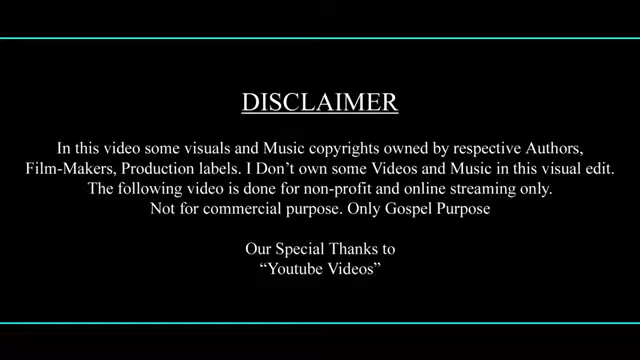 DISCLAIMER
In this video some visuals and Music copyrights owned by respective Authors,
Film-Makers, Production labels. I Don’t own some Videos and Music in this visual edit.
The following video is done for non-profit and online streaming only.
Not for commercial purpose. Only Gospel Purpose
Our Special Thanks to
“Youtube Videos”